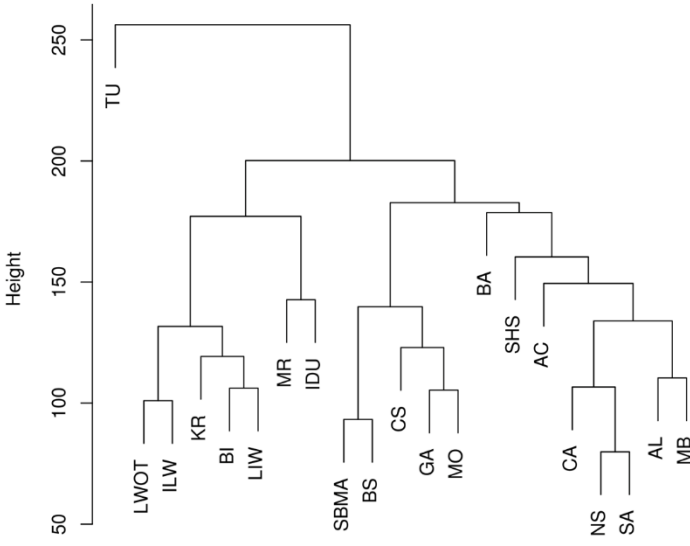 Height
250
200
150
100
50
TU
LWOT
ILW
KR
BI
LIW
MR
IDU
SBMA
BS
CS
GA
MO
BA
SHS
AC
CA
NS
SA
AL
MB